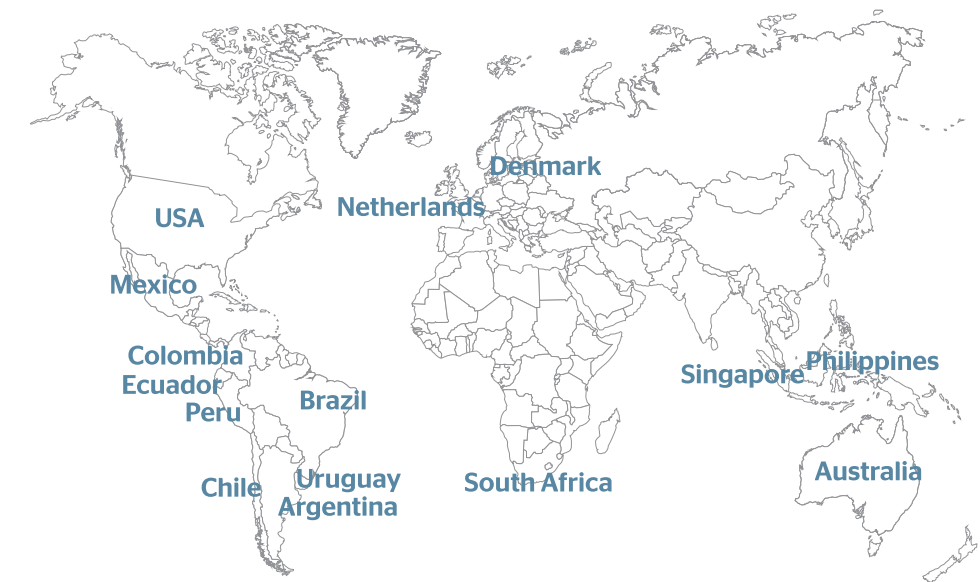 Denmark
Netherlands
USA
Mexico
Colombia
Ecuador
Peru
Brazil
Singapore
Philippines
Chile
Uruguay
Argentina
South Africa
Australia